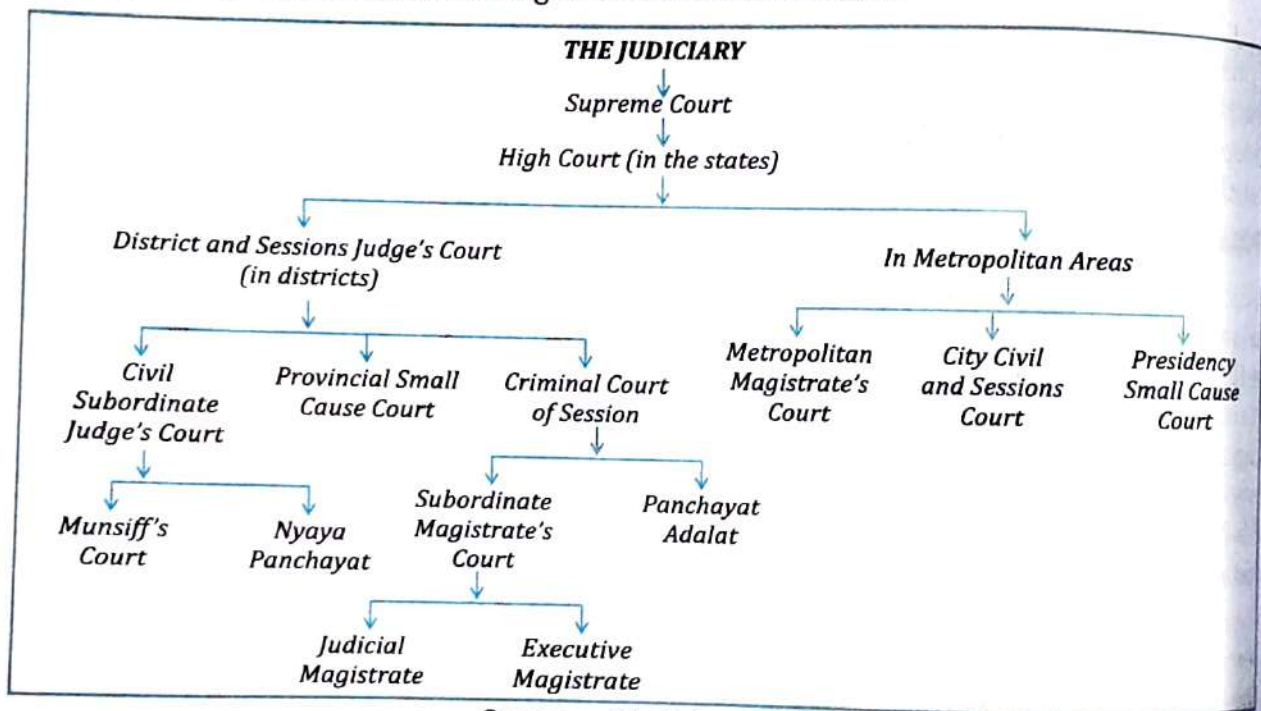 THE JUDICIARY
Supreme Court
High Court (in the states)
District and Sessions Judge's Court
(in districts)
In Metropolitan Areas
Civil
Subordinate
Judge's Court
Provincial Small
Cause Court
Criminal Court
of Session
Metropolitan
Magistrate's
Court
City Civil
and Sessions
Court
Presidency
Small Cause
Court
Munsiff's
Court
Nyaya
Panchayat
Subordinate
Magistrate's
Court
Panchayat
Adalat
Judicial
Magistrate
Executive
Magistrate